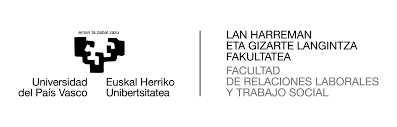 eman ta zabal zazu
Universidad
del País Vasco
Euskal Herriko
Unibertsitatea
LAN HARREMAN
ETA GIZARTE LANGINTZA
FAKULTATEA
FACULTAD
DE RELACIONES LABORALES
Y TRABAJO SOCIAL